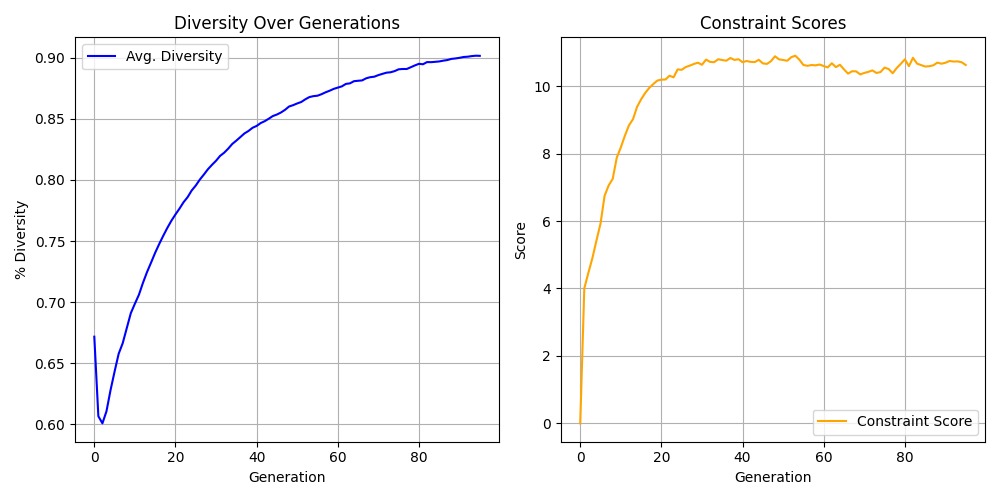 Diversity Over Generations
Avg. Diversity
% Diversity
0.90
0.85
0.80
0.75
0.70
0.65
0.60
0 20 40 60 80
Generation
Constraint Scores
Score
10
8
6
4
2
0
Constraint Score
0 20 40 60 80
Generation